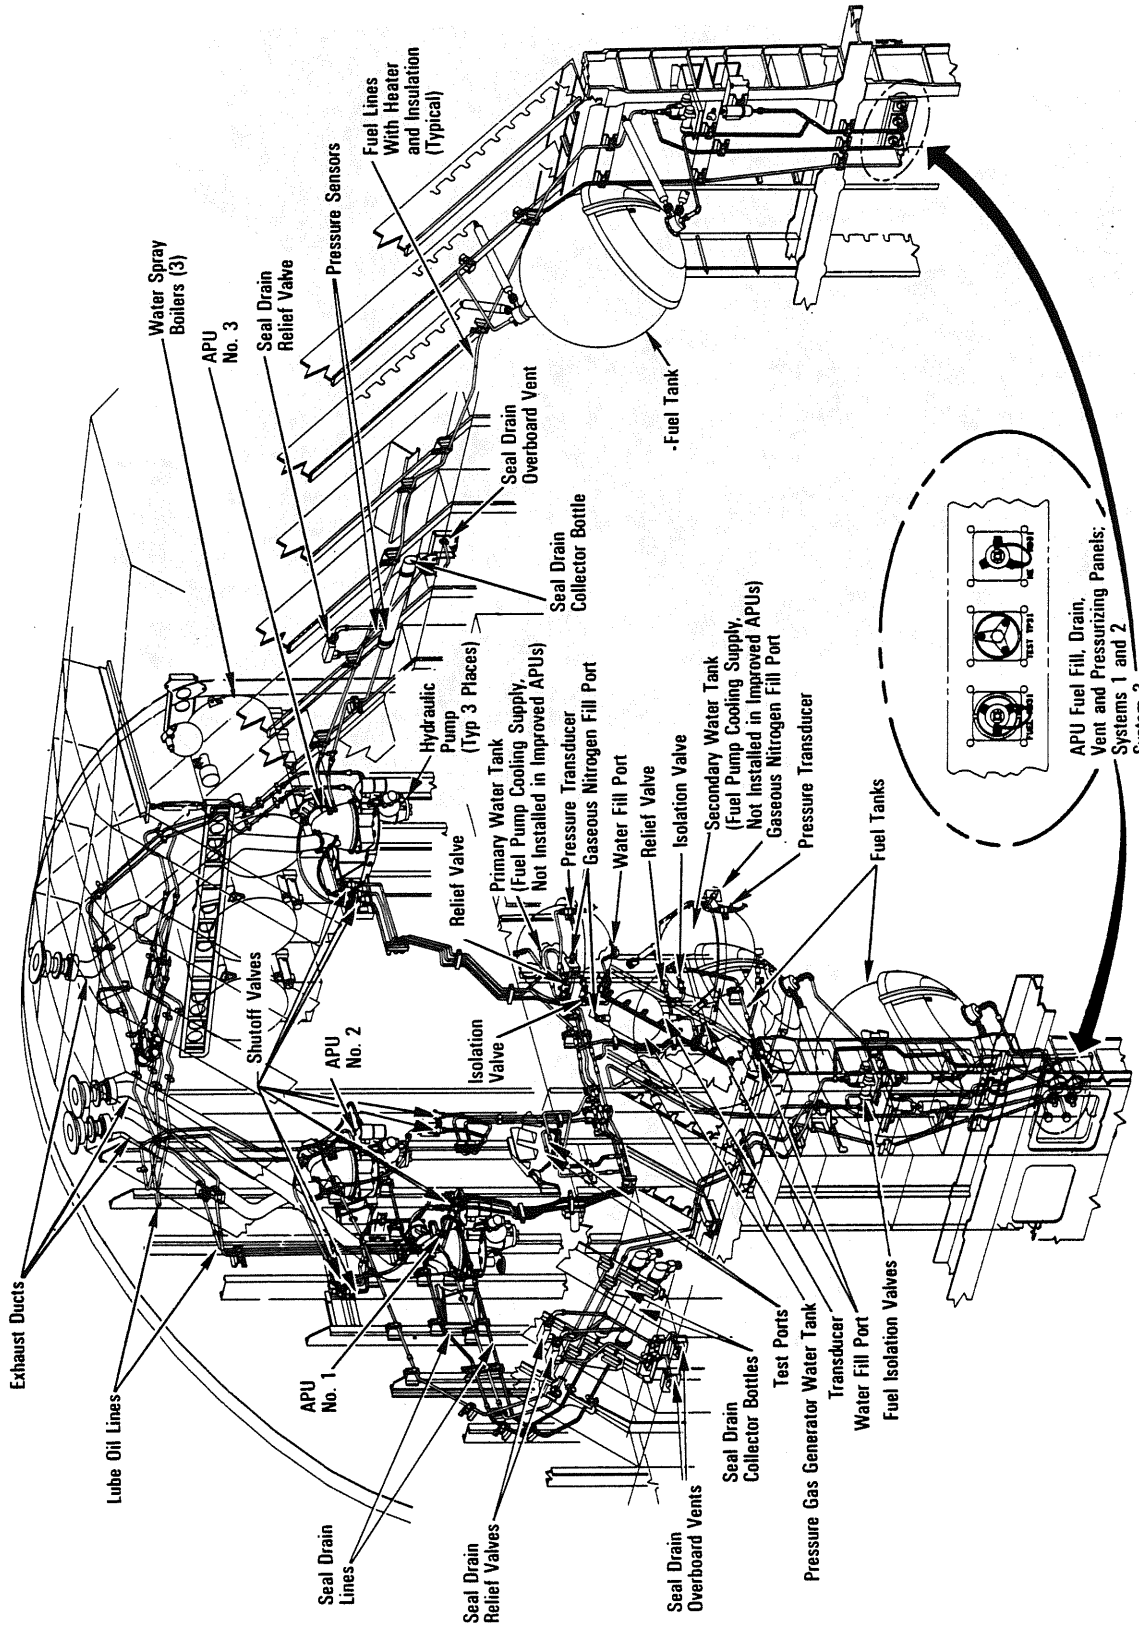 Exhaust Ducts
Lube Oil Lines
Seal Drain
Lines
Seal Drain
Relief Valves
Seal Drain
Overboard Vents
APU
No. 1
Shutoff Valves
APU
No. 2
Water Spray
Boilers (3)
APU
No. 3
Seal Drain
Relief Valve
Pressure Sensors
Fuel Lines
With Heater
and Insulation
(Typical)
Seal Drain
Overboard Vent
Seal Drain
Collector Bottle
Hydraulic
Pump
(Typ 3 Places)
-Fuel Tank
Relief Valve
Primary Water Tank
(Fuel Pump Cooling Supply,
Not Installed in Improved APUs)
Pressure Transducer
Gaseous Nitrogen Fill Port
Water Fill Port
Relief Valve
Isolation Valve
Secondary Water Tank
(Fuel Pump Cooling Supply,
Not Installed in Improved APUs)
Gaseous Nitrogen Fill Port
Pressure Transducer
Isolation
Valve
Fuel Tanks
Seal Drain
Collector Bottles
Test Ports
Pressure Gas Generator Water Tank
Transducer
Water Fill Port
Fuel Isolation Valves
TEST
APU Fuel Fill, Drain,
Vent and Pressurizing Panels;
Systems 1 and 2